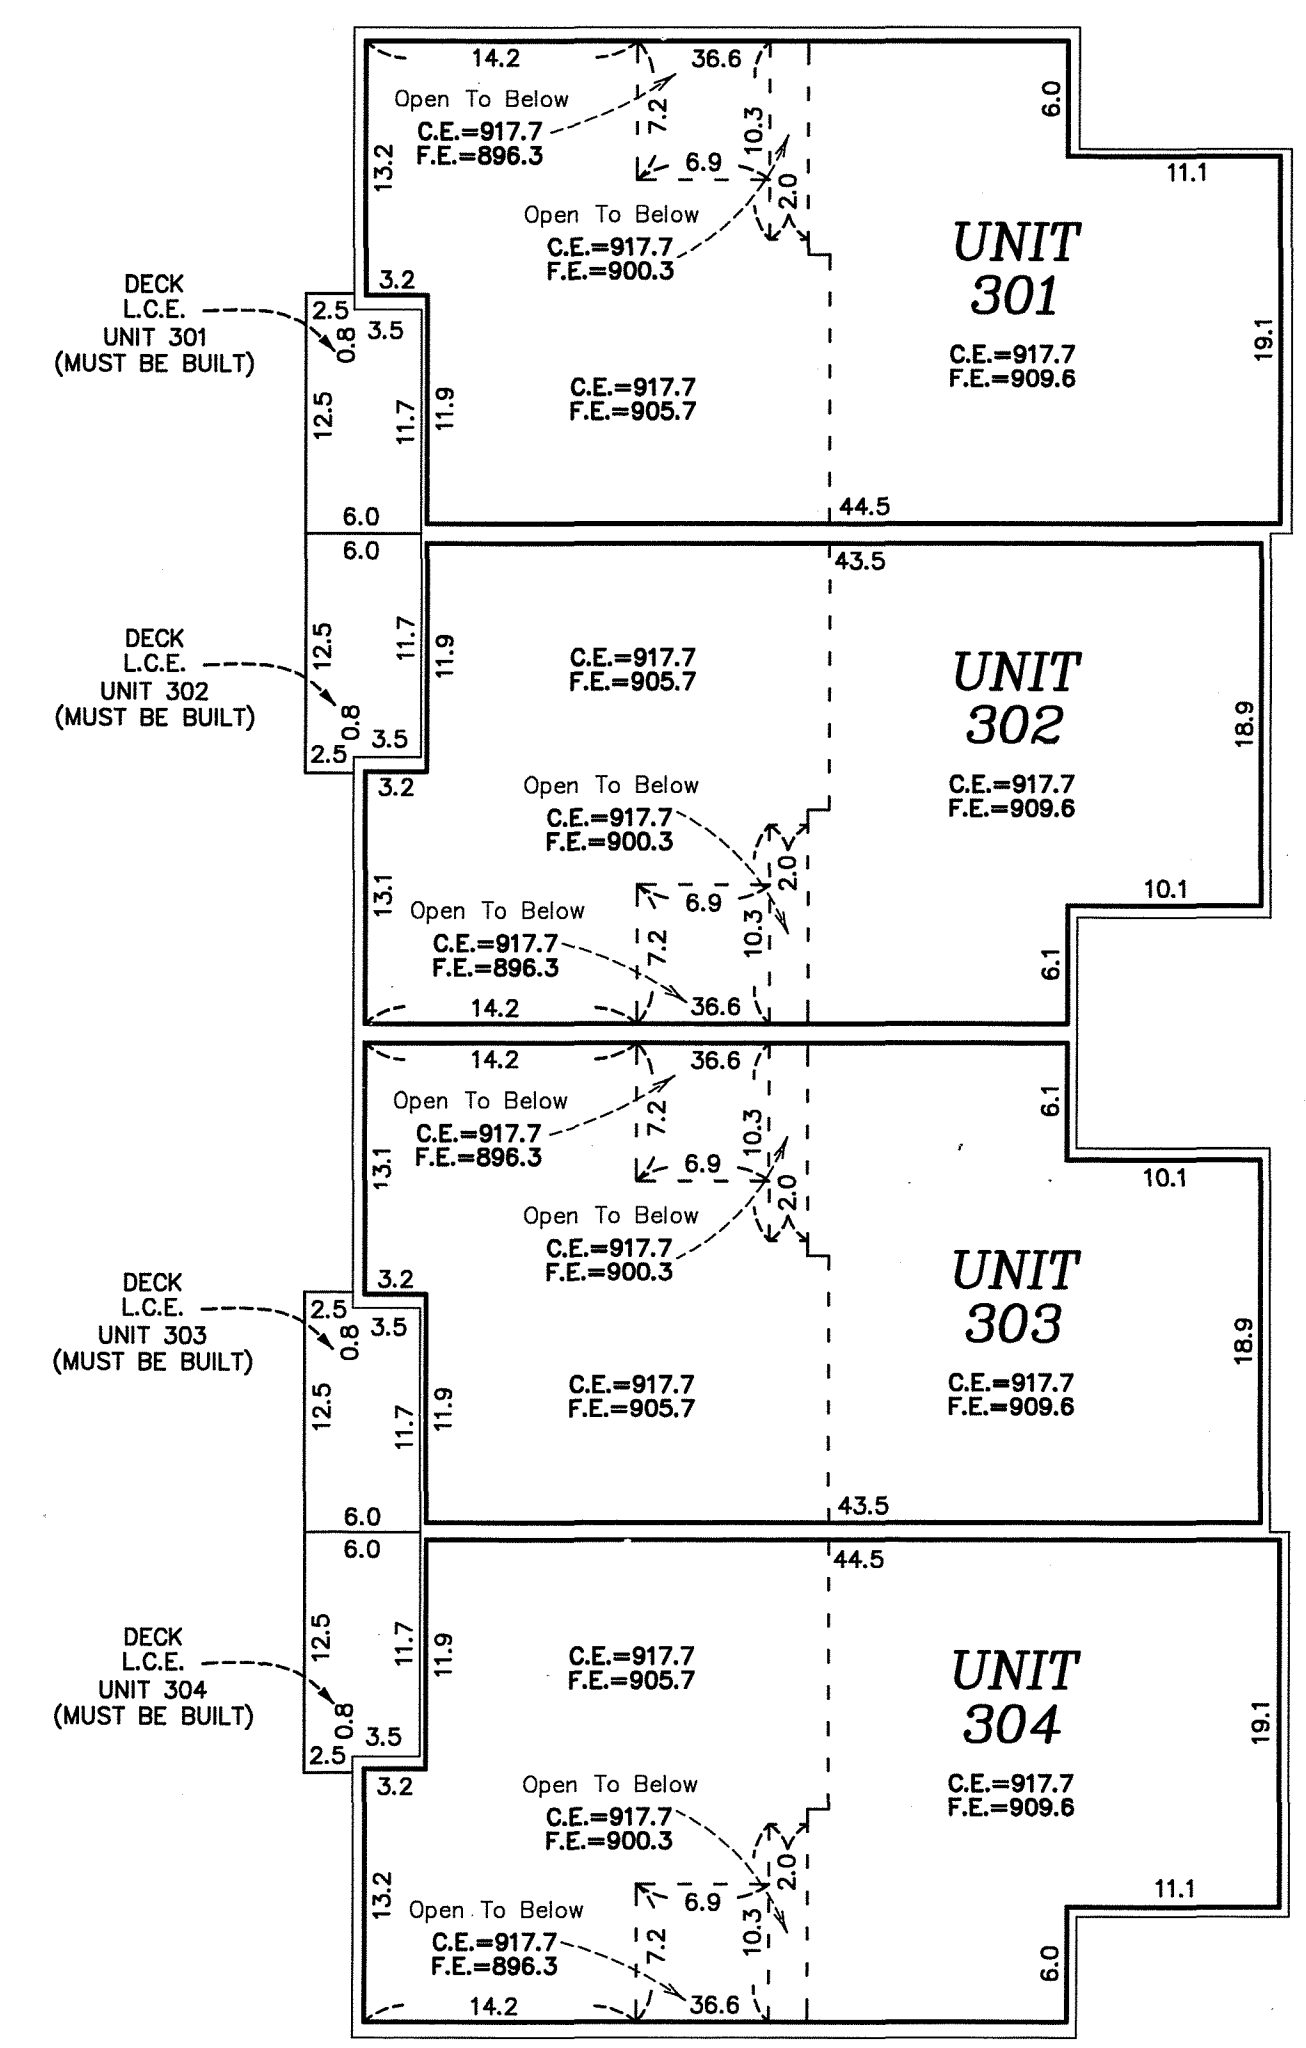 14.2
36.6
Open To Below
C.E.=917.7
F.E.=896.3
7.2
10.3
6.0
13.2
6.9
2.0
11.1
Open To Below
C.E.=917.7
F.E.=900.3
UNIT
301
C.E.=917.7
F.E.=909.6
19.1
3.2
DECK
L.C.E.
UNIT 301
(MUST BE BUILT)
2.5
0.8
3.5
12.5
11.7
11.9
C.E.=917.7
F.E.=905.7
6.0
44.5
6.0
43.5
12.5
11.7
11.9
C.E.=917.7
F.E.=905.7
DECK
L.C.E.
UNIT 302
(MUST BE BUILT)
UNIT
302
C.E.=917.7
F.E.=909.6
18.9
0.8
3.5
2.5
3.2
Open To Below
C.E.=917.7
F.E.=900.3
2.0
13.1
6.9
10.1
Open To Below
C.E.=917.7
F.E.=896.3
7.2
10.3
6.1
14.2
36.6
14.2
36.6
Open To Below
C.E.=917.7
F.E.=896.3
7.2
10.3
6.1
13.1
6.9
2.0
10.1
Open To Below
C.E.=917.7
F.E.=900.3
UNIT
303
C.E.=917.7
F.E.=909.6
18.9
3.2
DECK
L.C.E.
UNIT 303
(MUST BE BUILT)
2.5
0.8
3.5
12.5
11.7
11.9
C.E.=917.7
F.E.=905.7
6.0
43.5
6.0
44.5
12.5
11.7
11.9
C.E.=917.7
F.E.=905.7
DECK
L.C.E.
UNIT 304
(MUST BE BUILT)
UNIT
304
C.E.=917.7
F.E.=909.6
19.1
0.8
3.5
2.5
3.2
Open To Below
C.E.=917.7
F.E.=900.3
2.0
13.2
6.9
11.1
Open To Below
C.E.=917.7
F.E.=896.3
7.2
10.3
6.0
14.2
36.6